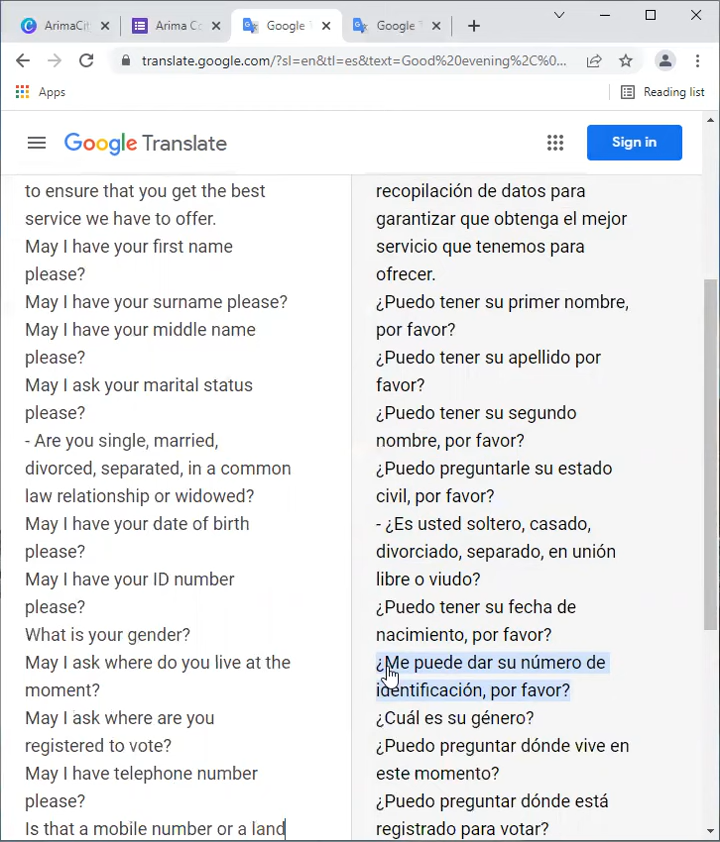 ArimaCit
Arima Co
Google T
Google T
translate.google.com/?sl=en&tl=es&text=Good%20evening%2C%0...
Apps
Reading list
Google Translate
Sign in
to ensure that you get the best
service we have to offer.
May I have your first name
please?
May I have your surname please?
May I have your middle name
please?
May I ask your marital status
please?
- Are you single, married,
divorced, separated, in a common
law relationship or widowed?
May I have your date of birth
please?
May I have your ID number
please?
What is your gender?
May I ask where do you live at the
moment?
May I ask where are you
registered to vote?
May I have telephone number
please?
Is that a mobile number or a land
recopilación de datos para
garantizar que obtenga el mejor
servicio que tenemos para
ofrecer.
¿Puedo tener su primer nombre,
por favor?
¿Puedo tener su apellido por
favor?
¿Puedo tener su segundo
nombre, por favor?
¿Puedo preguntarle su estado
civil, por favor?
- ¿Es usted soltero, casado,
divorciado, separado, en unión
libre o viudo?
¿Puedo tener su fecha de
nacimiento, por favor?
¿Me puede dar su número de
identificación, por favor?
¿Cuál es su género?
¿Puedo preguntar dónde vive en
este momento?
¿Puedo preguntar dónde está
registrado para votar?